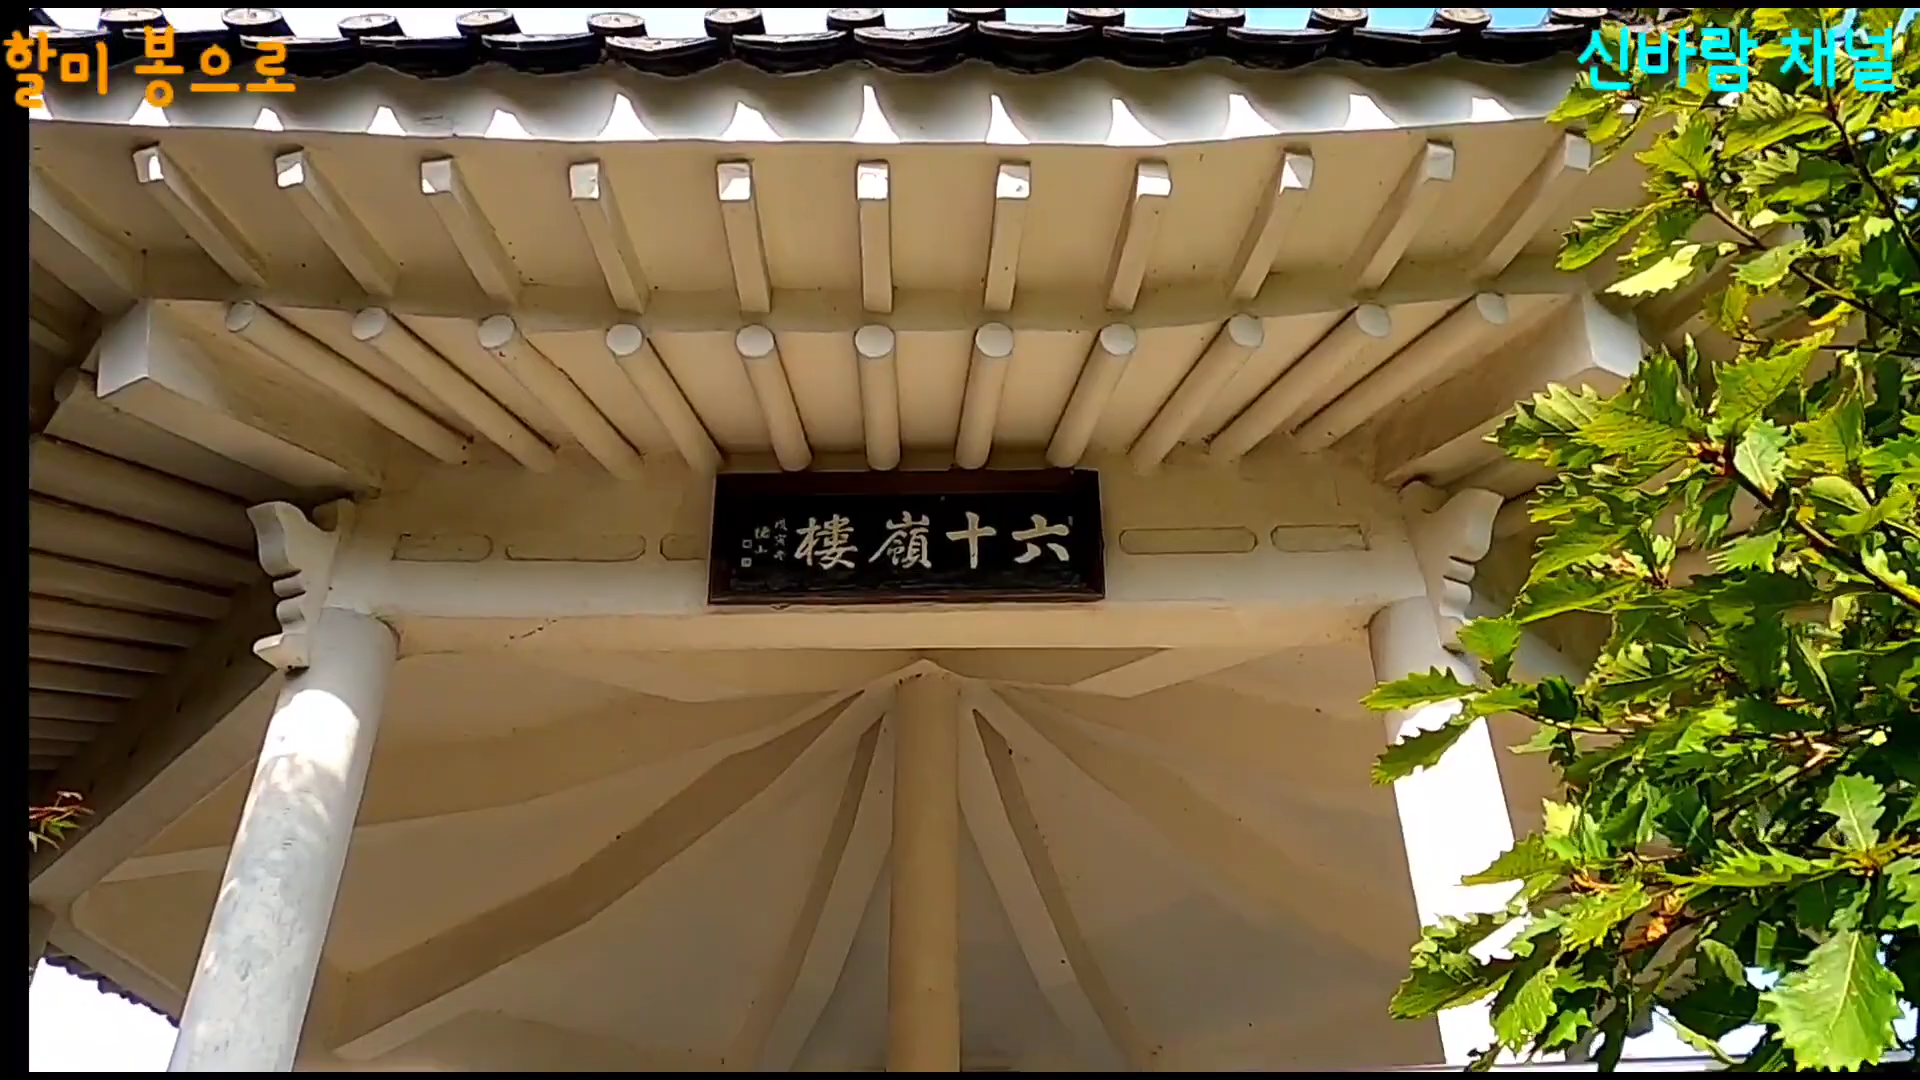 할미 봉으로
신바람 채널
六十嶺樓